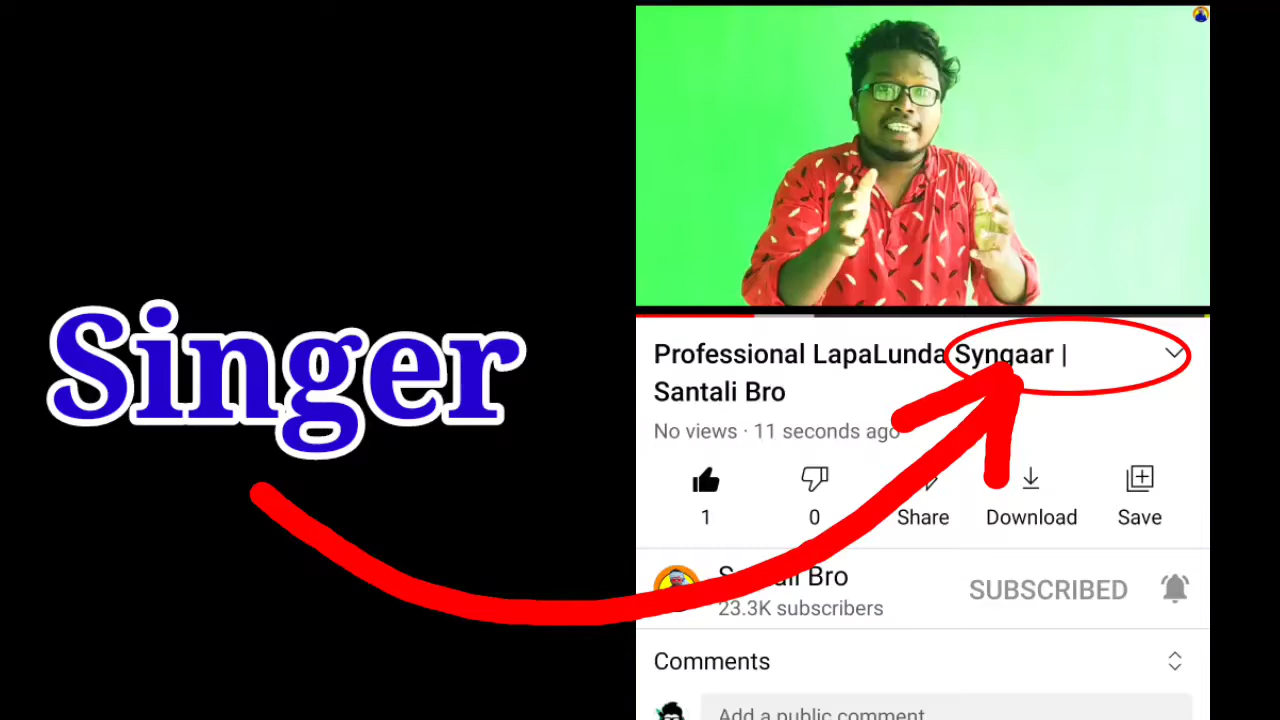 Singer
Professional LapaLunda Syngaar |
Santali Bro
No views · 11 seconds ago
1
0
Share
Download
Save
Santali Bro
23.3K subscribers
SUBSCRIBED
Comments
Add a public comment